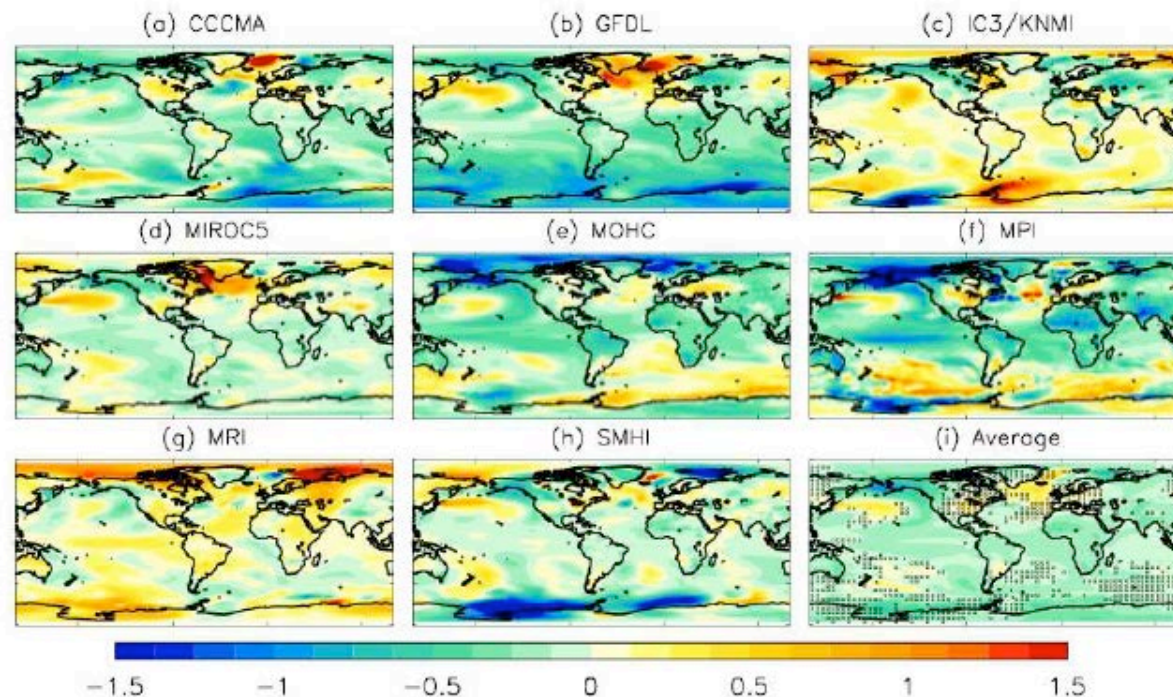 (a) CCCMA
(b) GFDL
(c) IC3/KNMI
(d) MIROC5
(e) MOHC
(f) MPI
(g) MRI
(h) SMHI
(i) Average
−1.5 −1 −0.5 0 0.5 1 1.5